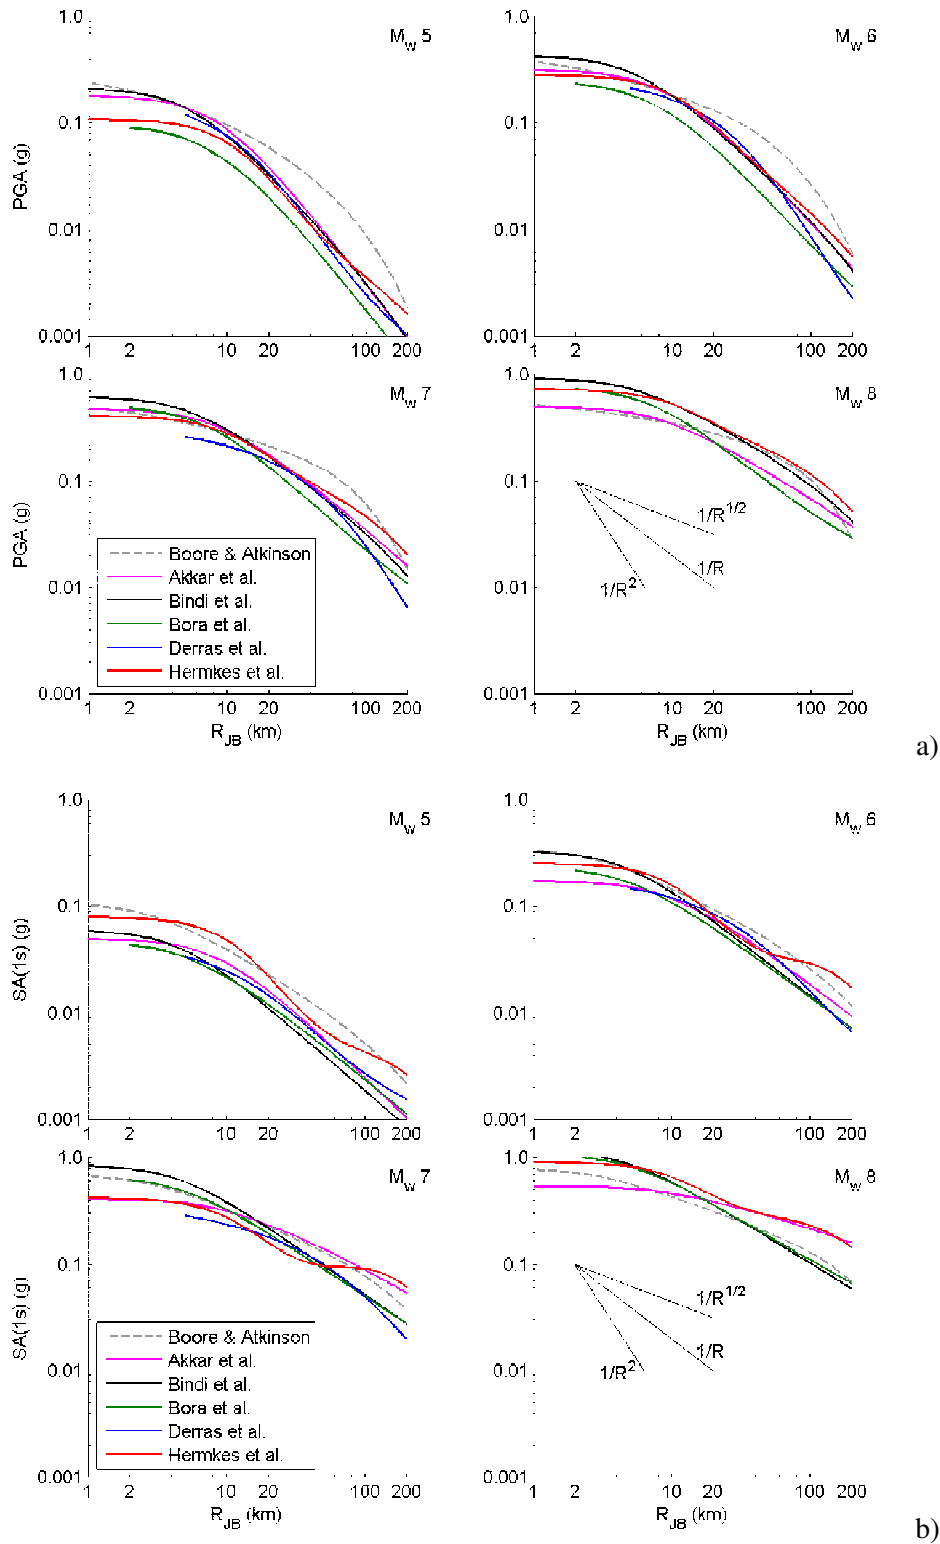 1.0
M_W 5
0.1
PGA (g)
0.01
0.001
1 2 10 20 100 200
1.0
M_W 6
0.1
0.01
0.001
1 2 10 20 100 200
1.0
M_W 7
0.1
PGA (g)
0.01
0.001
Boore & Atkinson
Akkar et al.
Bindi et al.
Bora et al.
Derras et al.
Hermkes et al.
1 2 10 20 100 200
R_JB (km)
1.0
M_W 8
0.1
1/R^1/2
1/R
1/R^2
0.01
0.001
1 2 10 20 100 200
R_JB (km)
a)
1.0
M_W 5
0.1
SA(1s) (g)
0.01
0.001
1 2 10 20 100 200
1.0
M_W 6
0.1
0.01
0.001
1 2 10 20 100 200
1.0
M_W 7
0.1
SA(1s) (g)
0.01
0.001
Boore & Atkinson
Akkar et al.
Bindi et al.
Bora et al.
Derras et al.
Hermkes et al.
1 2 10 20 100 200
R_JB (km)
1.0
M_W 8
0.1
1/R^1/2
1/R
1/R^2
0.01
0.001
1 2 10 20 100 200
R_JB (km)
b)